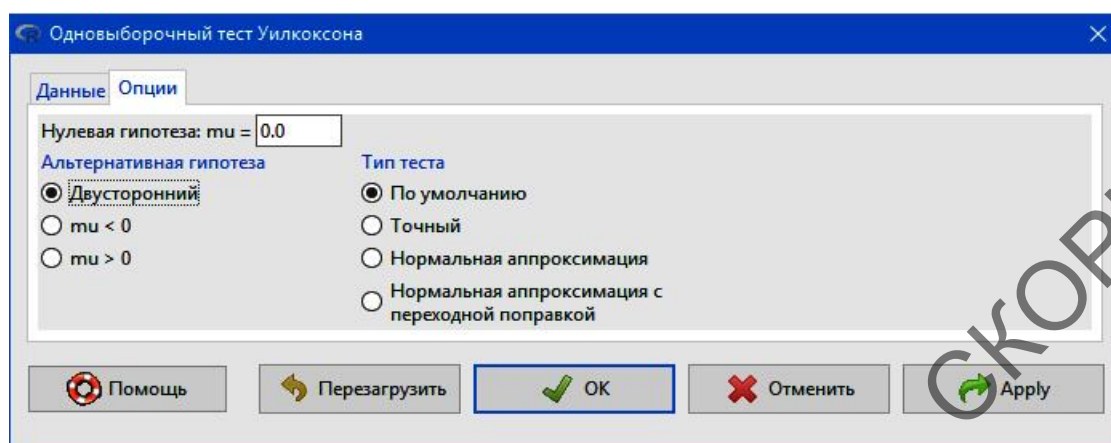 Одновыборочный тест Уилкоксона
Данные Опции
Нулевая гипотеза: mu = 0.0
Альтернативная гипотеза Тип теста
Двусторонний По умолчанию
mu < 0 Точный
mu > 0 Нормальная аппроксимация
Нормальная аппроксимация с
переходной поправкой
Помощь Перезагрузить OK Отменить Apply